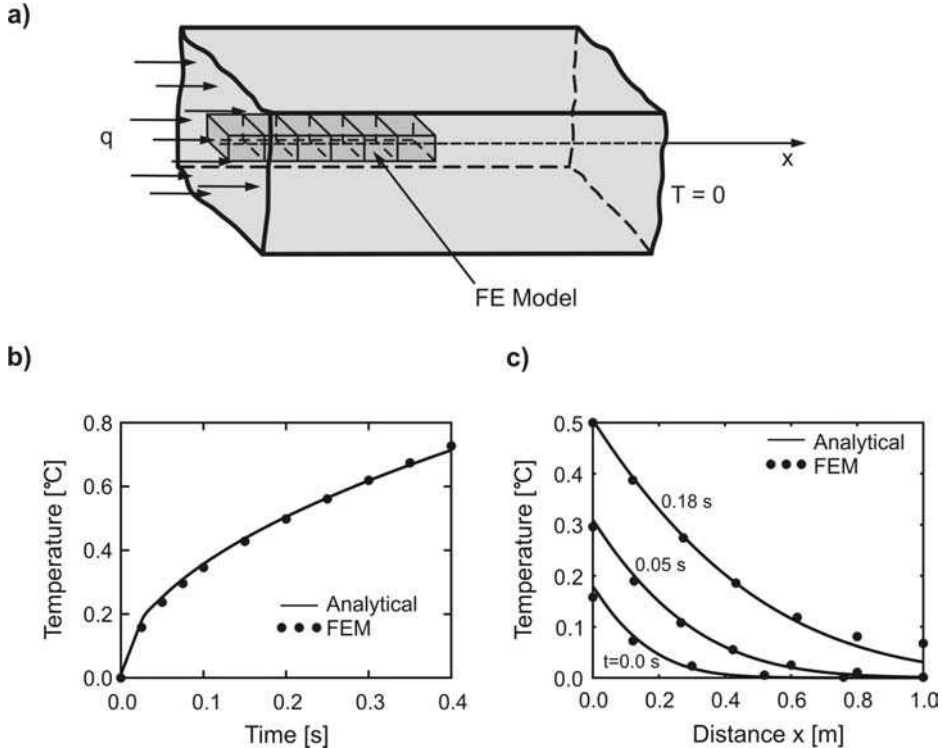 a)
q
x
T = 0
FE Model
b)
c)
0.8
0.6
0.4
0.2
0.0
Temperature [°C]
Analytical
FEM
0.0 0.1 0.2 0.3 0.4
Time [s]
0.5
0.4
0.3
0.2
0.1
0.0
Temperature [°C]
Analytical
FEM
0.18 s
0.05 s
t=0.0 s
0.0 0.2 0.4 0.6 0.8 1.0
Distance x [m]